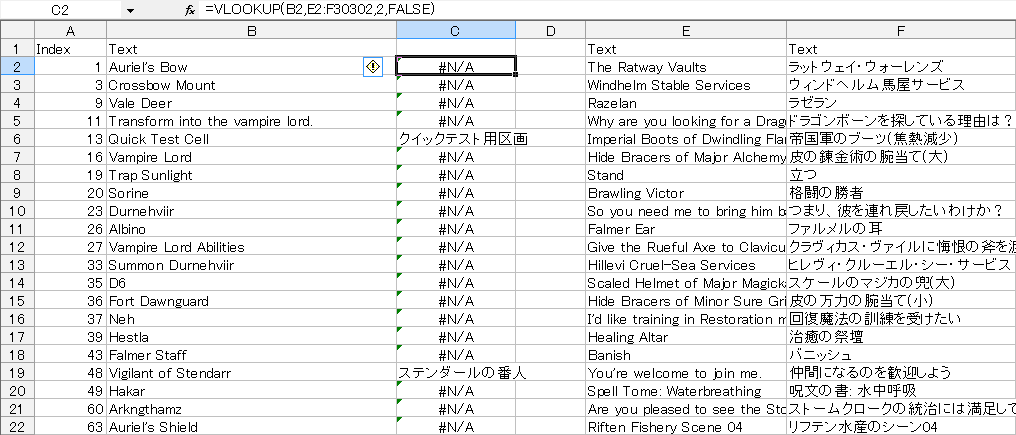 C2 fx =VLOOKUP(B2,E2:F30302,2,FALSE)
A B C D E F
1 Index Text Text Text
2 1 Auriel's Bow #N/A The Ratway Vaults ラットウェイ・ウォーレンズ
3 3 Crossbow Mount #N/A Windhelm Stable Services ウィンドヘルム馬屋サービス
4 9 Vale Deer #N/A Razelan ラゼラン
5 11 Transform into the vampire lord. #N/A Why are you looking for a Drag ドラゴンボーンを探している理由は？
6 13 Quick Test Cell クイックテスト用区画 Imperial Boots of Dwindling Fla 帝国軍のブーツ(焦熱減少)
7 16 Vampire Lord #N/A Hide Bracers of Major Alchemy 皮の錬金術の腕当て(大)
8 19 Trap Sunlight #N/A Stand 立つ
9 20 Sorine #N/A Brawling Victor 格闘の勝者
10 23 Durnehviir #N/A So you need me to bring him b つまり、彼を連れ戻したいわけか？
11 26 Albino #N/A Falmer Ear ファルメルの耳
12 27 Vampire Lord Abilities #N/A Give the Rueful Axe to Clavicu クラヴィカス・ヴァイルに悔恨の斧を渡
13 33 Summon Durnehviir #N/A Hillevi Cruel-Sea Services ヒレヴィ・クルーエル・シー・サービス
14 35 D6 #N/A Scaled Helmet of Major Magick スケールのマジカの兜(大)
15 36 Fort Dawnguard #N/A Hide Bracers of Minor Sure Gri 皮の万力の腕当て(小)
16 37 Neh #N/A I'd like training in Restoration m 回復魔法の訓練を受けたい
17 39 Hestla #N/A Healing Altar 治癒の祭壇
18 43 Falmer Staff #N/A Banish バニッシュ
19 48 Vigilant of Stendarr ステンダールの番人 You're welcome to join me. 仲間になるのを歓迎しよう
20 49 Hakar #N/A Spell Tome: Waterbreathing 呪文の書: 水中呼吸
21 60 Arkngthamz #N/A Are you pleased to see the Sto ストームクロークの統治には満足して
22 63 Auriel's Shield #N/A Riften Fishery Scene 04 リフテン水産のシーン04